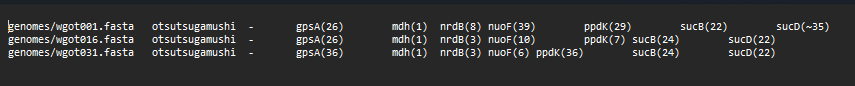 genomes/wgot001.fasta otsutsugamushi - gpsA(26) mdh(1) nrdB(8) nuoF(39) ppdK(29) sucB(22) sucD(~35)
genomes/wgot016.fasta otsutsugamushi - gpsA(26) mdh(1) nrdB(3) nuoF(10) ppdK(7) sucB(24) sucD(22)
genomes/wgot031.fasta otsutsugamushi - gpsA(36) mdh(1) nrdB(3) nuoF(6) ppdK(36) sucB(24) sucD(22)